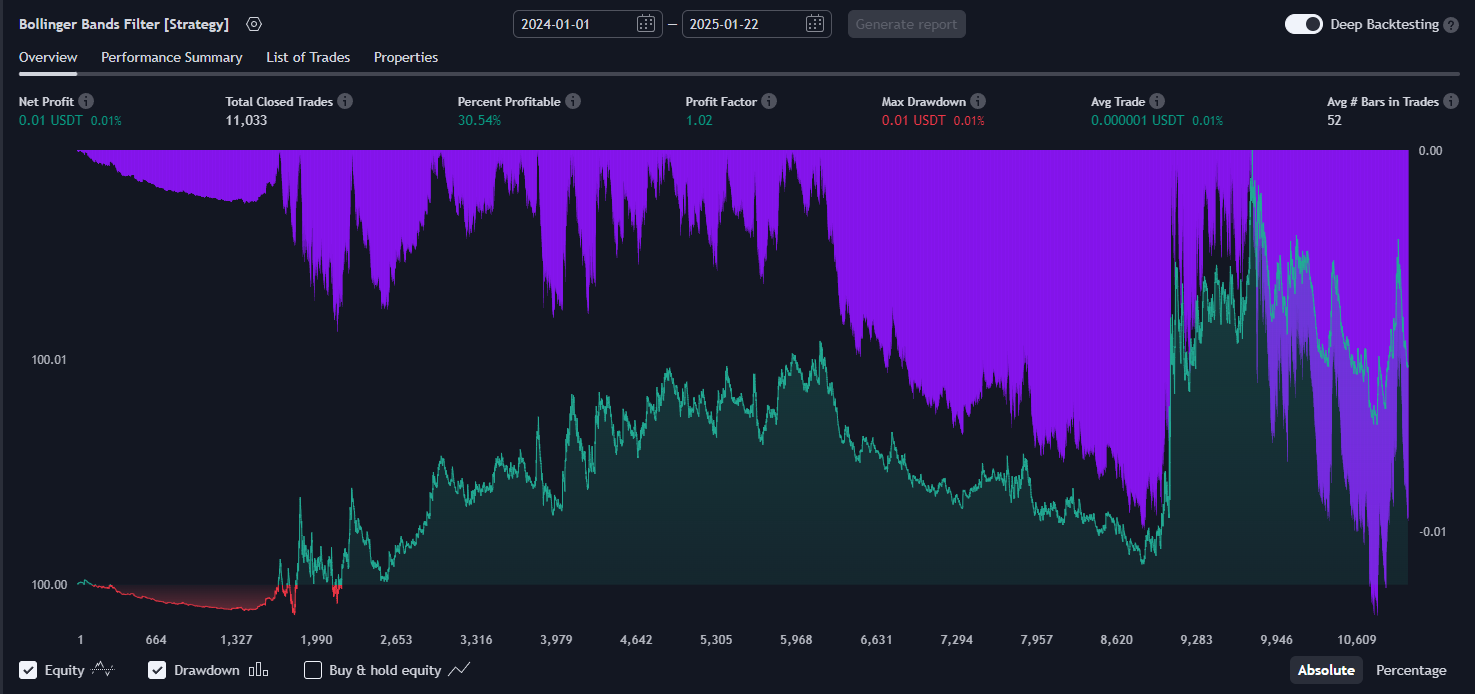 Bollinger Bands Filter [Strategy]
2024-01-01 — 2025-01-22 Generate report
Deep Backtesting ?
Overview Performance Summary List of Trades Properties
Net Profit Total Closed Trades Percent Profitable Profit Factor Max Drawdown Avg Trade Avg # Bars in Trades
0.01 USDT 0.01% 11,033 30.54% 1.02 0.01 USDT 0.01% 0.000001 USDT 0.01% 52
0.00
100.01
-0.01
100.00
1 664 1,327 1,990 2,653 3,316 3,979 4,642 5,305 5,968 6,631 7,294 7,957 8,620 9,283 9,946 10,609
Equity Drawdown Buy & hold equity Absolute Percentage